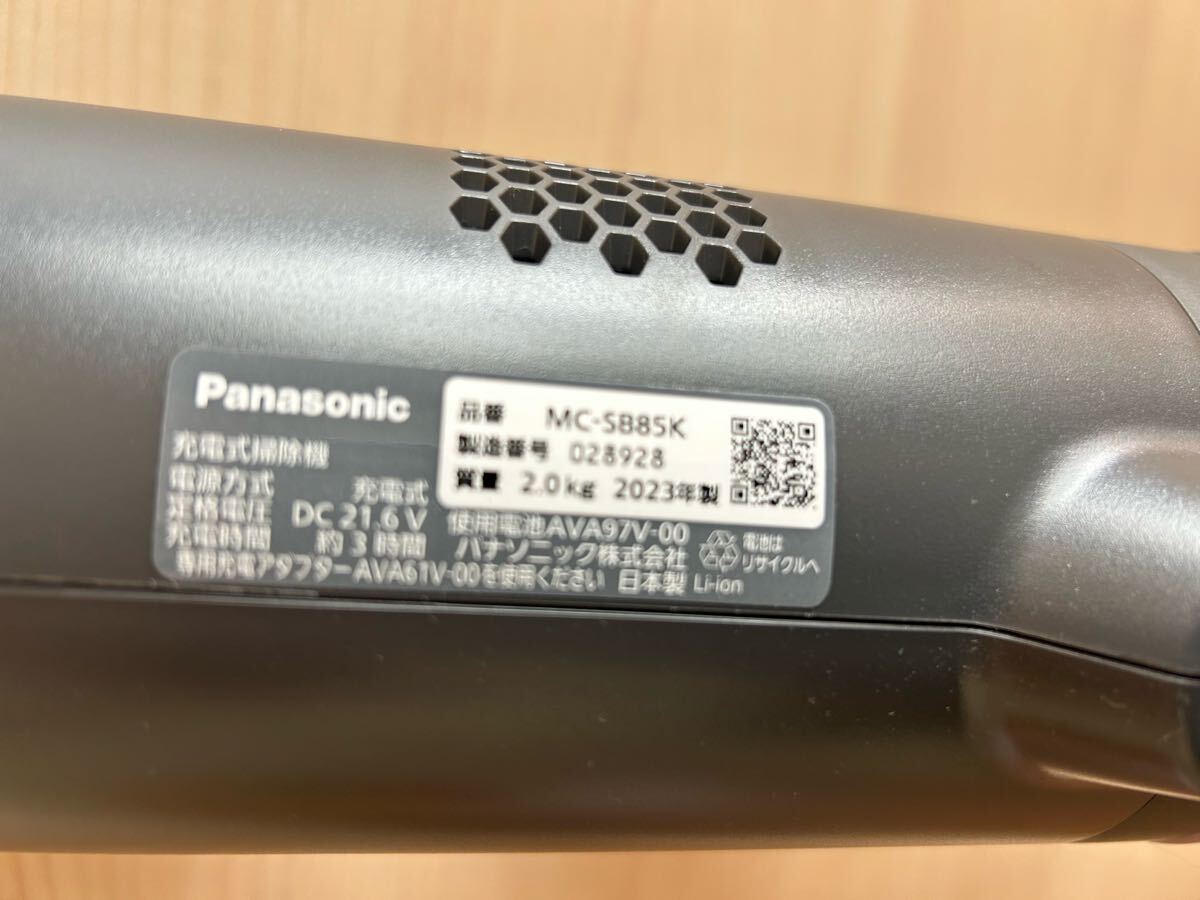 Panasonic
品番 MC-SB85K
製造番号 028928
質量 2.0kg 2023年製
充電式掃除機
電源方式 充電式
定格電圧 DC 21.6 V
充電時間 約3時間
使用電池AVA97V-00
パナソニック株式会社
専用充電アダプターAVA61V-00を使用ください 日本製
電池は
リサイクルへ
Li-ion